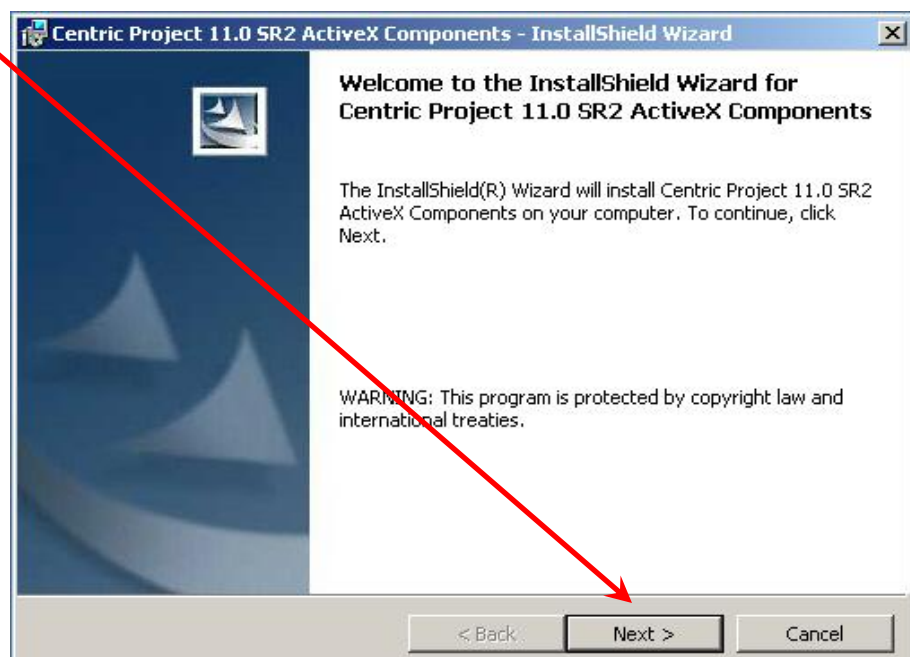 Centric Project 11.0 SR2 ActiveX Components - InstallShield Wizard
Welcome to the InstallShield Wizard for
Centric Project 11.0 SR2 ActiveX Components
The InstallShield(R) Wizard will install Centric Project 11.0 SR2
ActiveX Components on your computer. To continue, click
Next.
WARNING: This program is protected by copyright law and
international treaties.
< Back
Next >
Cancel